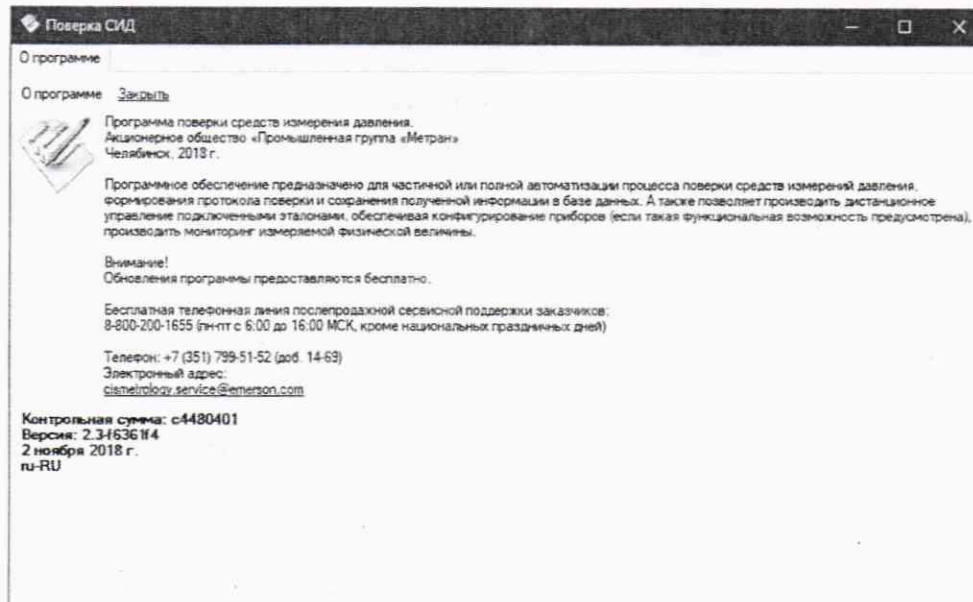 Поверка СИД
О программе
О программе Закрыть
Программа поверки средств измерения давления.
Акционерное общество «Промышленная группа «Метран»
Челябинск, 2018 г.
Программное обеспечение предназначено для частичной или полной автоматизации процесса поверки средств измерений давления,
формирования протокола поверки и сохранения полученной информации в базе данных. А также позволяет производить дистанционное
управление подключенными эталонами, обеспечивая конфигурирование приборов (если такая функциональная возможность предусмотрена),
производить мониторинг измеряемой физической величины.
Внимание!
Обновления программы предоставляются бесплатно.
Бесплатная телефонная линия послепродажной сервисной поддержки заказчиков:
8-800-200-1655 (пн-пт с 6:00 до 16:00 МСК, кроме национальных праздничных дней)
Телефон: +7 (351) 799-51-52 (доб. 14-69)
Электронный адрес:
cismetrology.service@emerson.com
Контрольная сумма: c4480401
Версия: 2.3-f6361f4
2 ноября 2018 г.
ru-RU